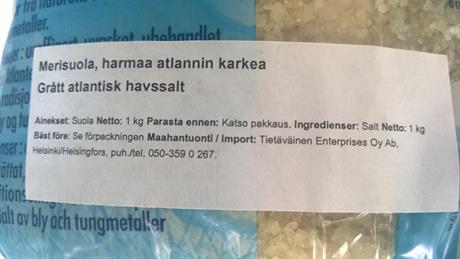 metaller.
obehandlet
Merisuola, harmaa atlannin karkea
Grått atlantisk havssalt
Ainekset: Suola Netto: 1 kg Parasta ennen: Katso pakkaus. Ingredienser: Salt Netto: 1 kg
Bäst före: Se förpackningen Maahantuonti / Import: Tietäväinen Enterprises Oy Ab,
Helsinki/Helsingfors, puh./tel. 050-359 0 267.
alt av bly och tungmetaller